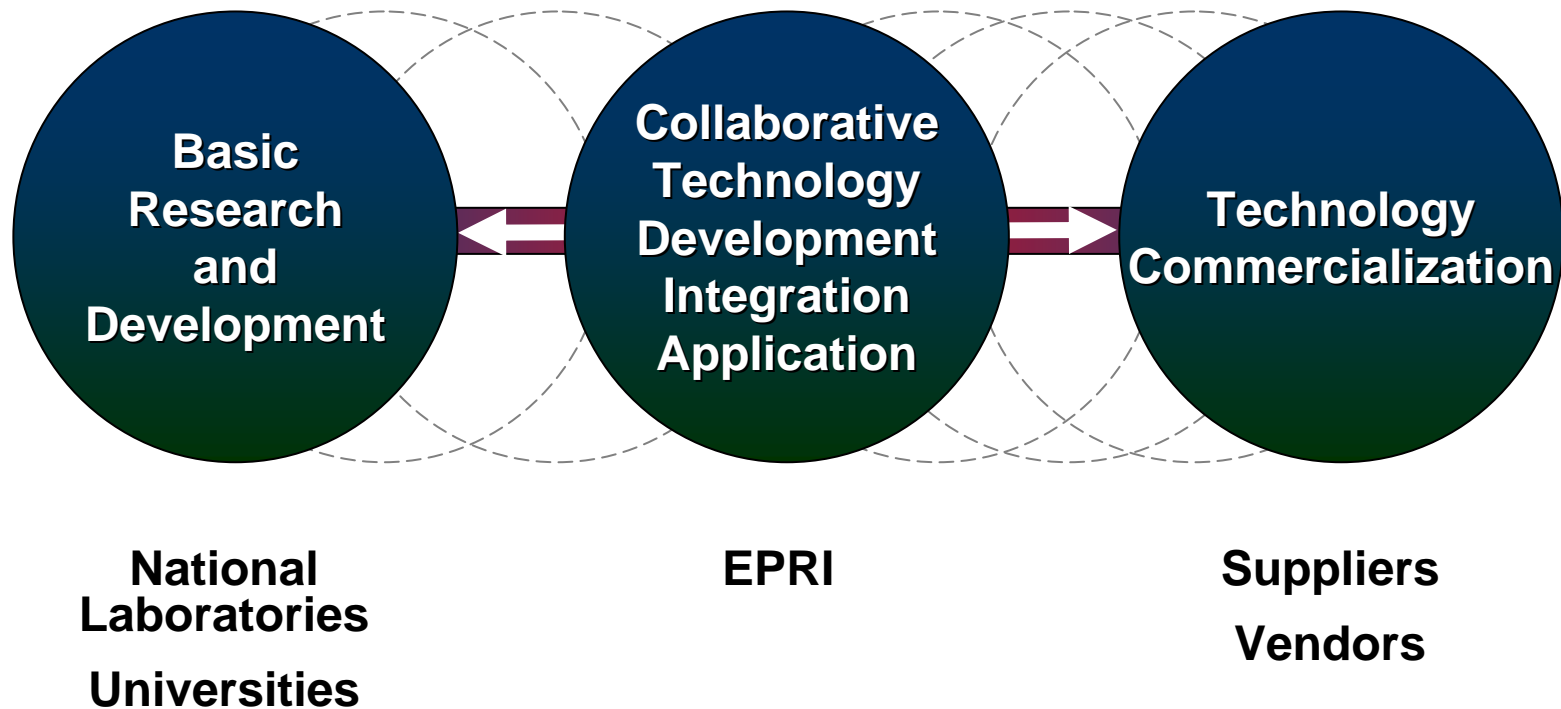 Basic
Research
and
Development
Collaborative
Technology
Development
Integration
Application
Technology
Commercialization
National
Laboratories
Universities
EPRI
Suppliers
Vendors